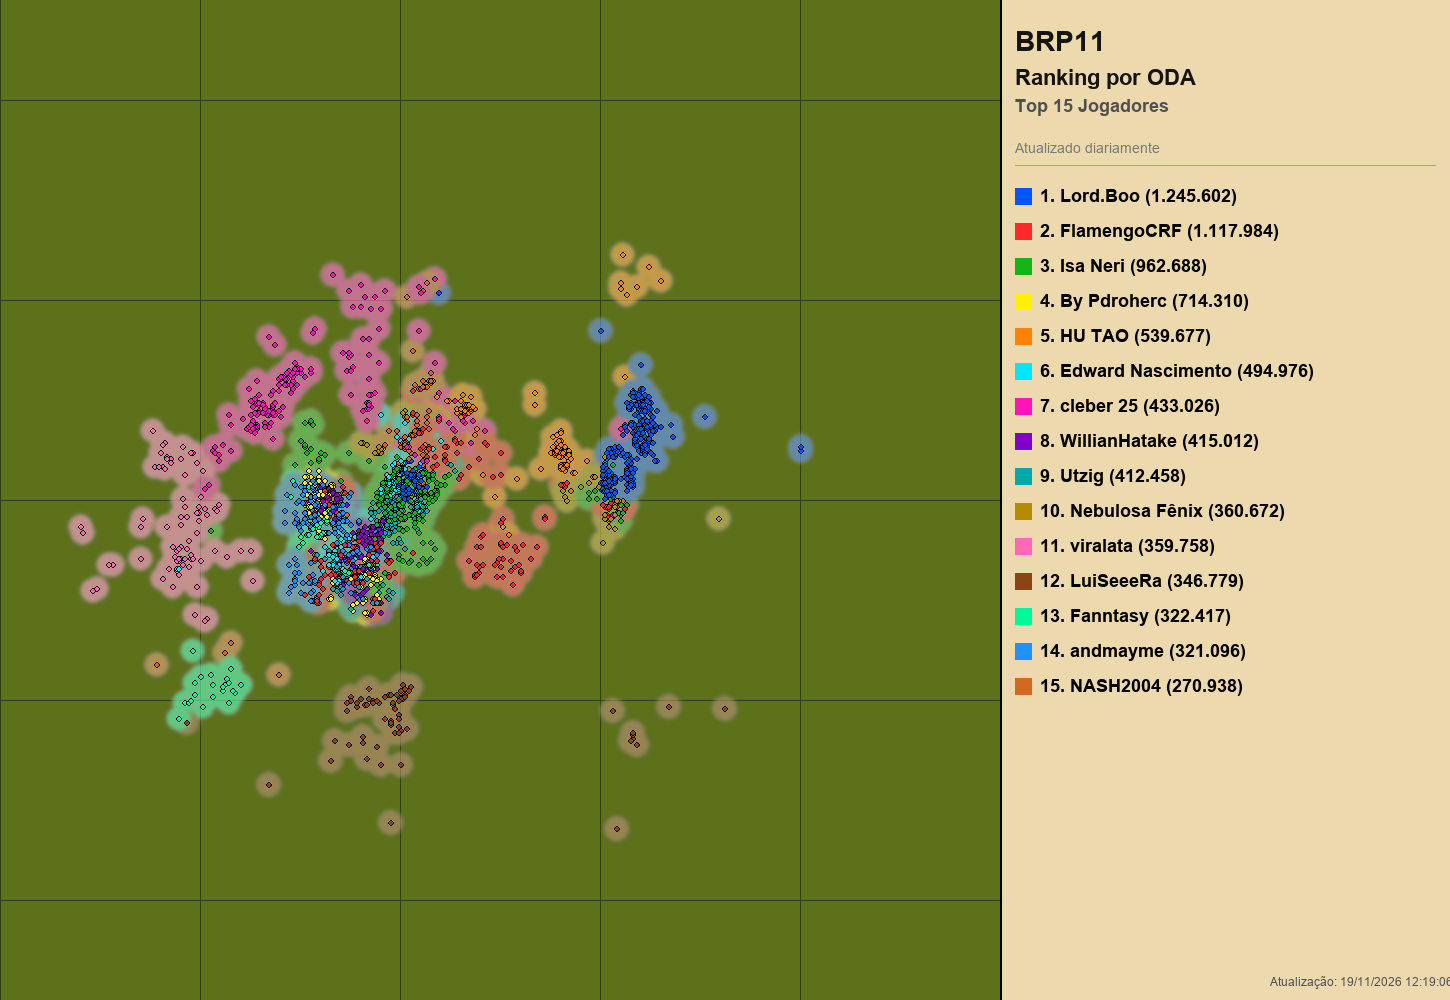 BRP11
Ranking por ODA
Top 15 Jogadores
Atualizado diariamente
1. Lord.Boo (1.245.602)
2. FlamengoCRF (1.117.984)
3. Isa Neri (962.688)
4. By Pdroherc (714.310)
5. HU TAO (539.677)
6. Edward Nascimento (494.976)
7. cleber 25 (433.026)
8. WillianHatake (415.012)
9. Utzig (412.458)
10. Nebulosa Fênix (360.672)
11. viralata (359.758)
12. LuiSeeeRa (346.779)
13. Fanntasy (322.417)
14. andmayme (321.096)
15. NASH2004 (270.938)
Atualização: 19/11/2026 12:19:06